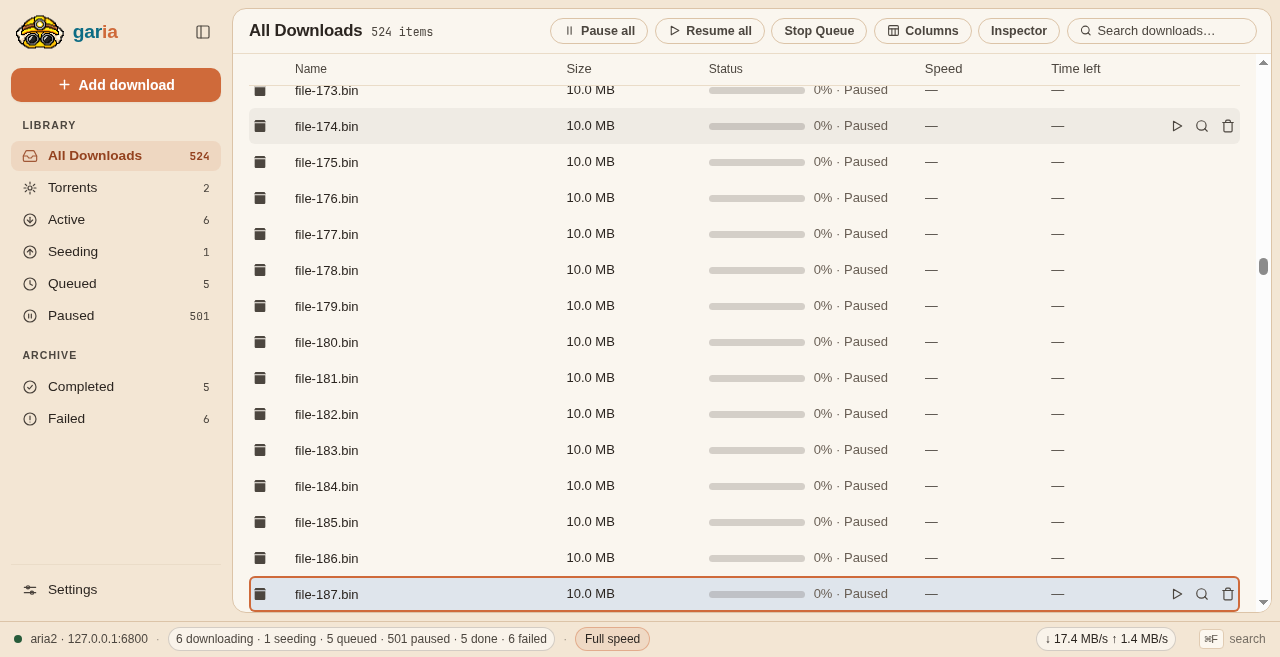 garia
Add download
LIBRARY
All Downloads 524
Torrents 2
Active 6
Seeding 1
Queued 5
Paused 501
ARCHIVE
Completed 5
Failed 6
Settings
All Downloads 524 items
Pause all
Resume all
Stop Queue
Columns
Inspector
Search downloads…
Name Size Status Speed Time left
file-173.bin 10.0 MB 0% · Paused — —
file-174.bin 10.0 MB 0% · Paused — —
file-175.bin 10.0 MB 0% · Paused — —
file-176.bin 10.0 MB 0% · Paused — —
file-177.bin 10.0 MB 0% · Paused — —
file-178.bin 10.0 MB 0% · Paused — —
file-179.bin 10.0 MB 0% · Paused — —
file-180.bin 10.0 MB 0% · Paused — —
file-181.bin 10.0 MB 0% · Paused — —
file-182.bin 10.0 MB 0% · Paused — —
file-183.bin 10.0 MB 0% · Paused — —
file-184.bin 10.0 MB 0% · Paused — —
file-185.bin 10.0 MB 0% · Paused — —
file-186.bin 10.0 MB 0% · Paused — —
file-187.bin 10.0 MB 0% · Paused — —
aria2 · 127.0.0.1:6800 · 6 downloading · 1 seeding · 5 queued · 501 paused · 5 done · 6 failed · Full speed ↓ 17.4 MB/s ↑ 1.4 MB/s ⌘F search